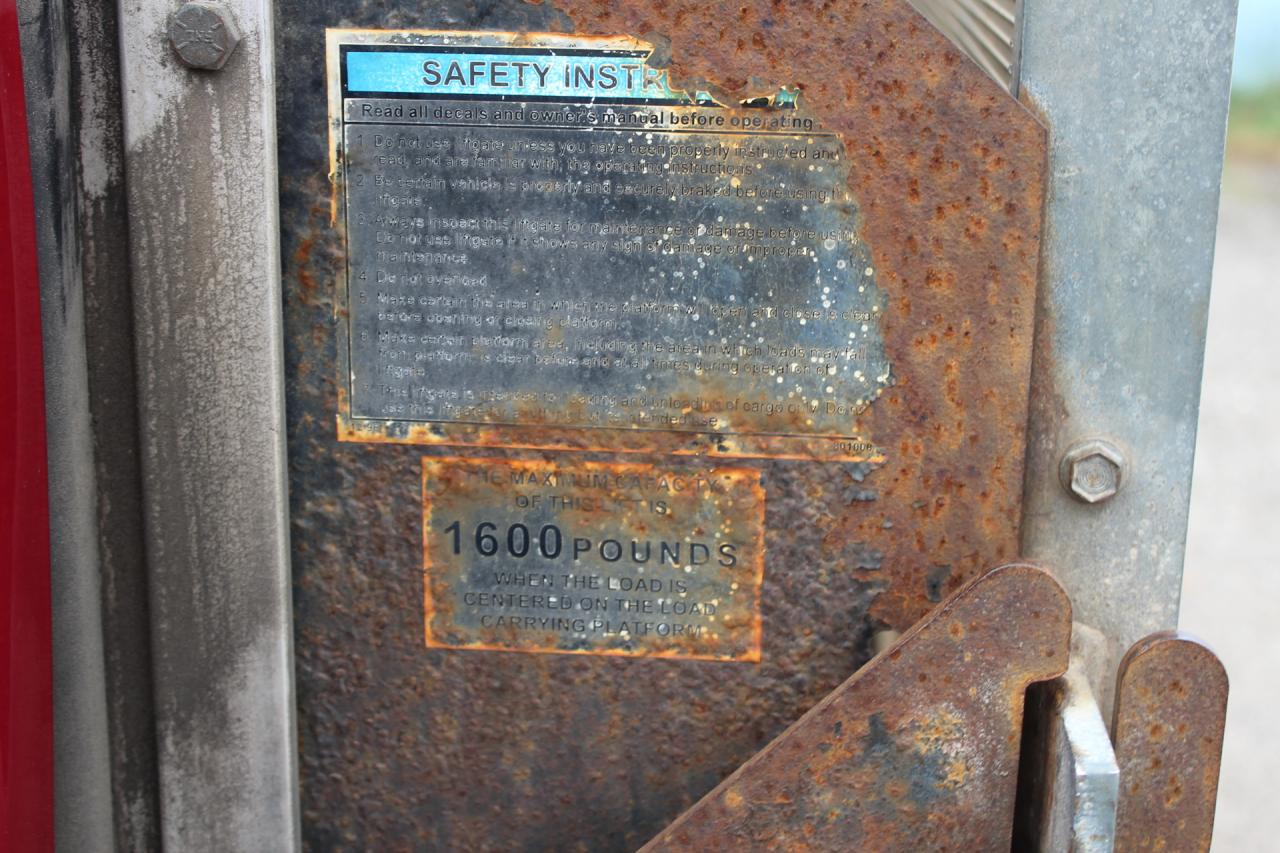 SAFETY INSTR
Read all decals and owner's manual before operating.
1. Do not use liftgate unless you have been properly instructed and
read, and are familiar with, the operating instructions.
2. Be certain vehicle is properly and securely braked before using
liftgate.
3. Always inspect this liftgate for maintenance or damage before using.
Do not use liftgate if it shows any sign of damage or improper
maintenance.
4. Do not overload.
5. Make certain the area in which the platform will open and close is clear
before opening or closing platform.
6. Make certain platform area, including the area in which loads may fall
from platform, is clear before and at all times during operation of
liftgate.
7. This liftgate is intended for loading and unloading of cargo only. Do
use this liftgate for anything but its intended use.
THE MAXIMUM CAPACITY
OF THIS LIFT IS
1600 POUNDS
WHEN THE LOAD IS
CENTERED ON THE LOAD
CARRYING PLATFORM